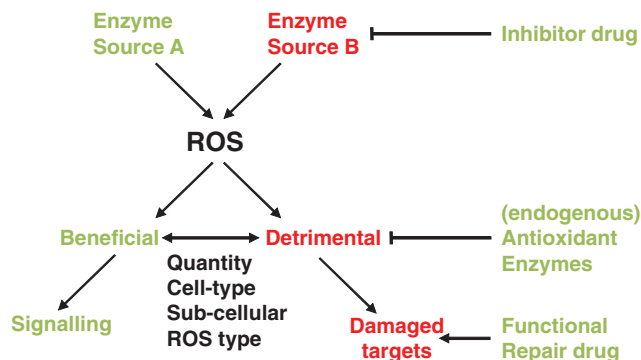 Enzyme
Source A
Enzyme
Source B
Inhibitor drug
ROS
Beneficial
Detrimental
(endogenous)
Antioxidant
Enzymes
Quantity
Cell-type
Sub-cellular
ROS type
Signalling
Damaged
targets
Functional
Repair drug